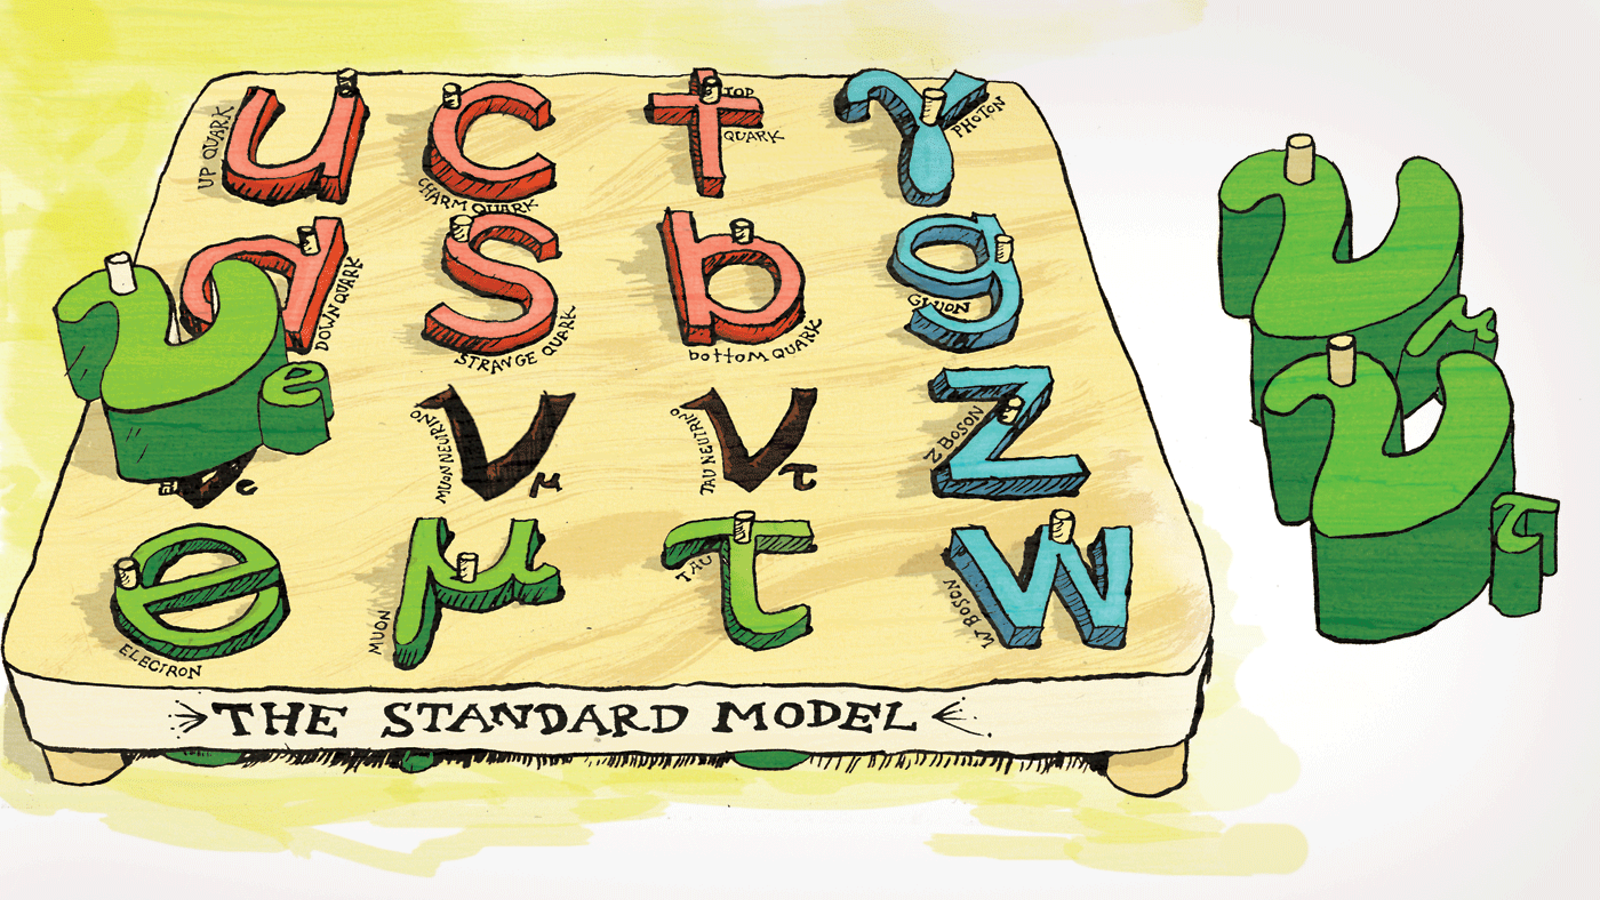 u
UP QUARK
c
CHARM QUARK
t
TOP
QUARK
γ
PHOTON
d
DOWN QUARK
s
STRANGE QUARK
b
bottom QUARK
g
GLUON
ν e
e
ν μ
MUON NEUTRINO
ν τ
TAU NEUTRINO
Z
Z BOSON
e
ELECTRON
μ
MUON
τ
TAU
W
W BOSON
THE STANDARD MODEL
ν μ
ν τ